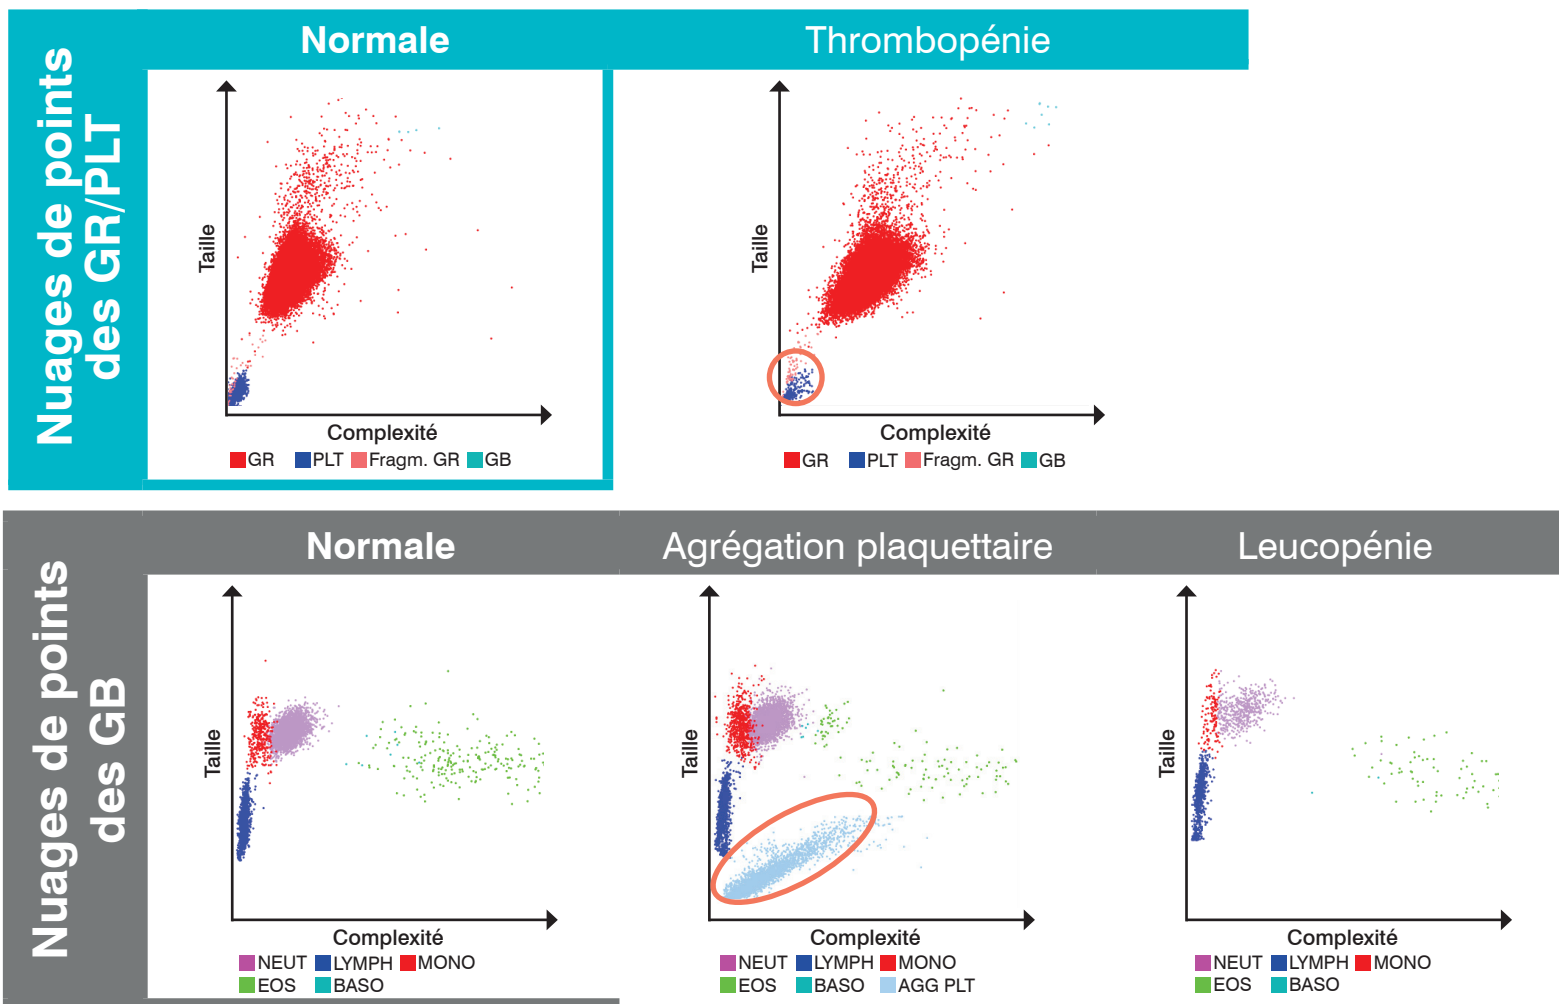 Nuages de points
des GR/PLT
Normale
Thrombopénie
Taille
Complexité
GR PLT Fragm. GR GB
Taille
Complexité
GR PLT Fragm. GR GB
Nuages de points
des GB
Normale
Agrégation plaquettaire
Leucopénie
Taille
Complexité
NEUT LYMPH MONO
EOS BASO
Taille
Complexité
NEUT LYMPH MONO
EOS BASO AGG PLT
Taille
Complexité
NEUT LYMPH MONO
EOS BASO